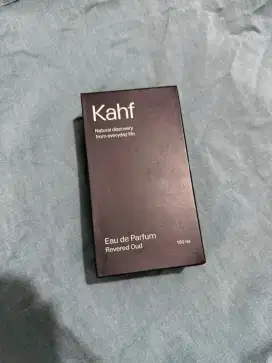 Kahf
Natural discovery
from everyday life
Eau de Parfum
Revered Oud
100 ml